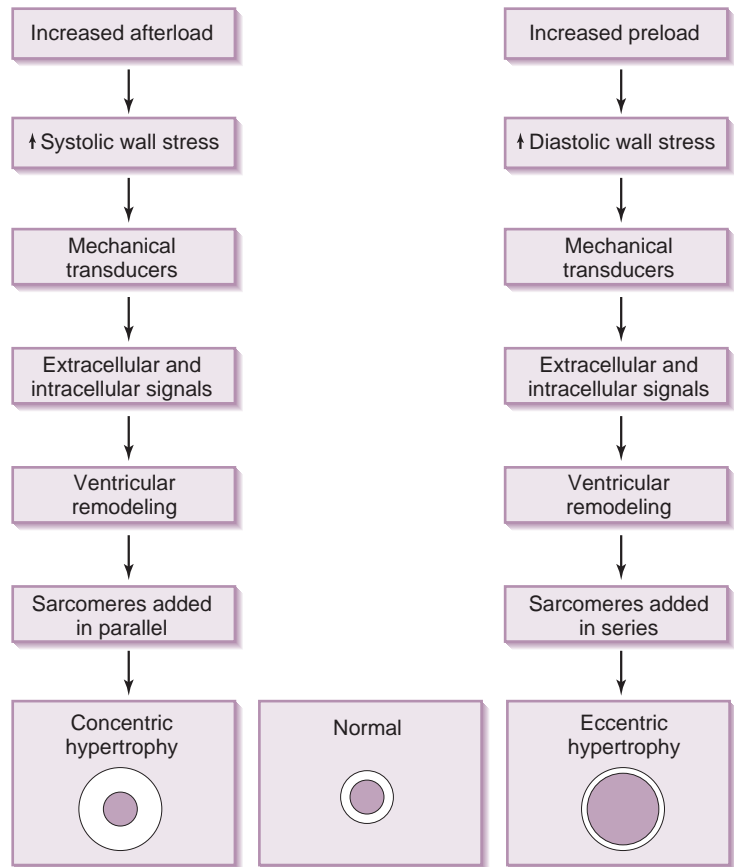 Increased afterload
↑ Systolic wall stress
Mechanical
transducers
Extracellular and
intracellular signals
Ventricular
remodeling
Sarcomeres added
in parallel
Concentric
hypertrophy
Normal
Increased preload
↑ Diastolic wall stress
Mechanical
transducers
Extracellular and
intracellular signals
Ventricular
remodeling
Sarcomeres added
in series
Eccentric
hypertrophy